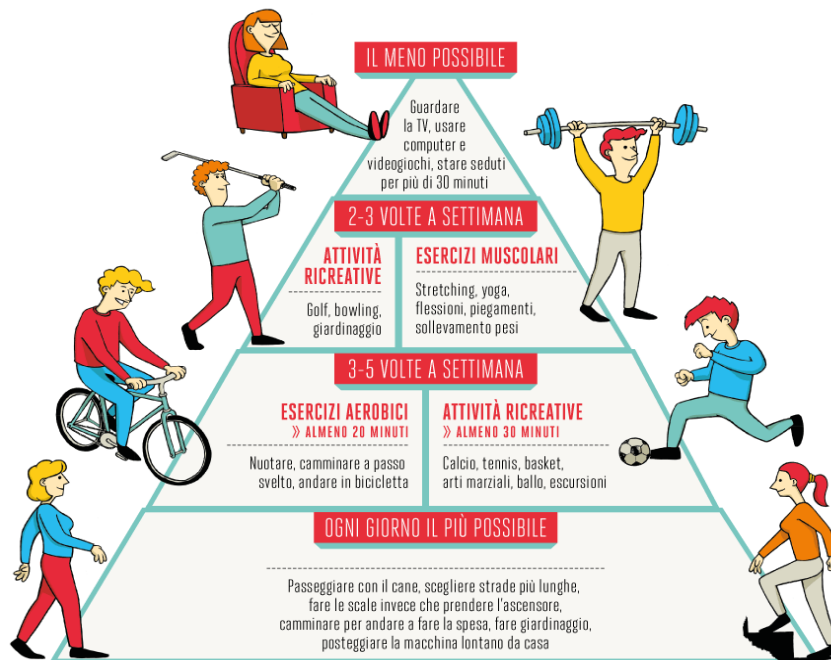 IL MENO POSSIBILE
Guardare
la TV, usare
computer e
videogiochi, stare seduti
per più di 30 minuti
2-3 VOLTE A SETTIMANA
ATTIVITÀ
RICREATIVE
Golf, bowling,
giardinaggio
ESERCIZI MUSCOLARI
Stretching, yoga,
flessioni, piegamenti,
sollevamento pesi
3-5 VOLTE A SETTIMANA
ESERCIZI AEROBICI
» ALMENO 20 MINUTI
Nuotare, camminare a passo
svelto, andare in bicicletta
ATTIVITÀ RICREATIVE
» ALMENO 30 MINUTI
Calcio, tennis, basket,
arti marziali, ballo, escursioni
OGNI GIORNO IL PIÙ POSSIBILE
Passeggiare con il cane, scegliere strade più lunghe,
fare le scale invece che prendere l'ascensore,
camminare per andare a fare la spesa, fare giardinaggio,
posteggiare la macchina lontano da casa